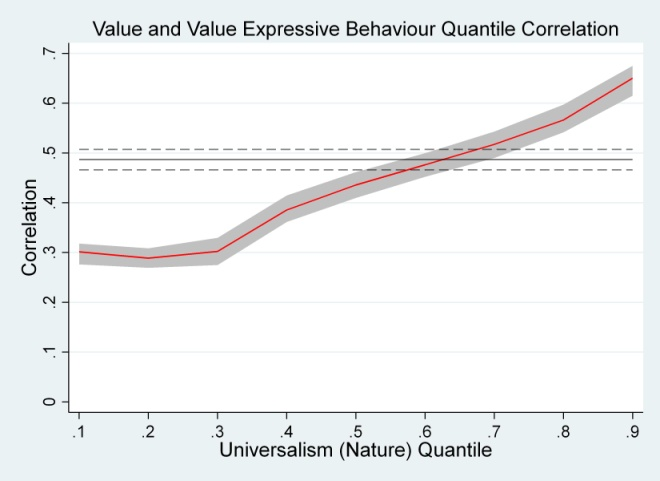 Value and Value Expressive Behaviour Quantile Correlation
.7
.6
.5
.4
.3
.2
.1
0
Correlation
.1 .2 .3 .4 .5 .6 .7 .8 .9
Universalism (Nature) Quantile